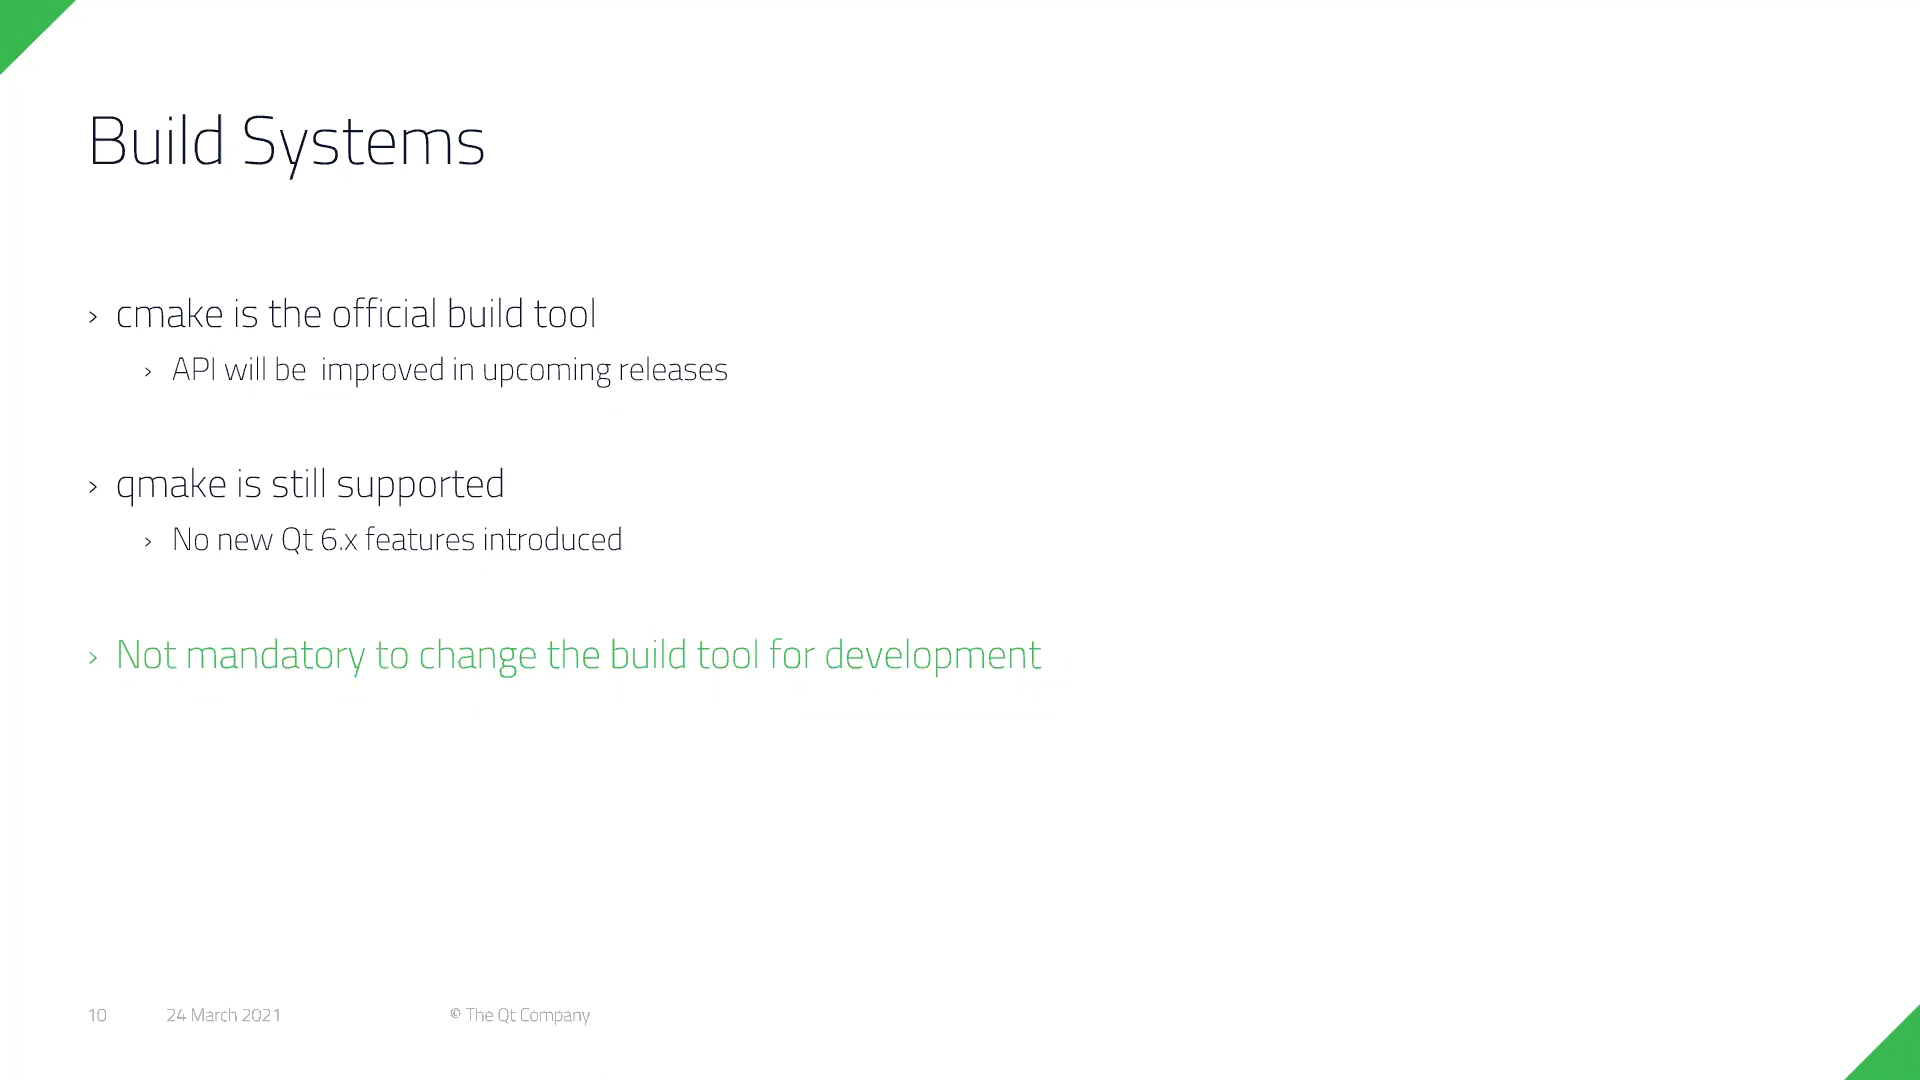 Build Systems
› cmake is the official build tool
› API will be  improved in upcoming releases
› qmake is still supported
› No new Qt 6.x features introduced
› Not mandatory to change the build tool for development
10 24 March 2021 © The Qt Company